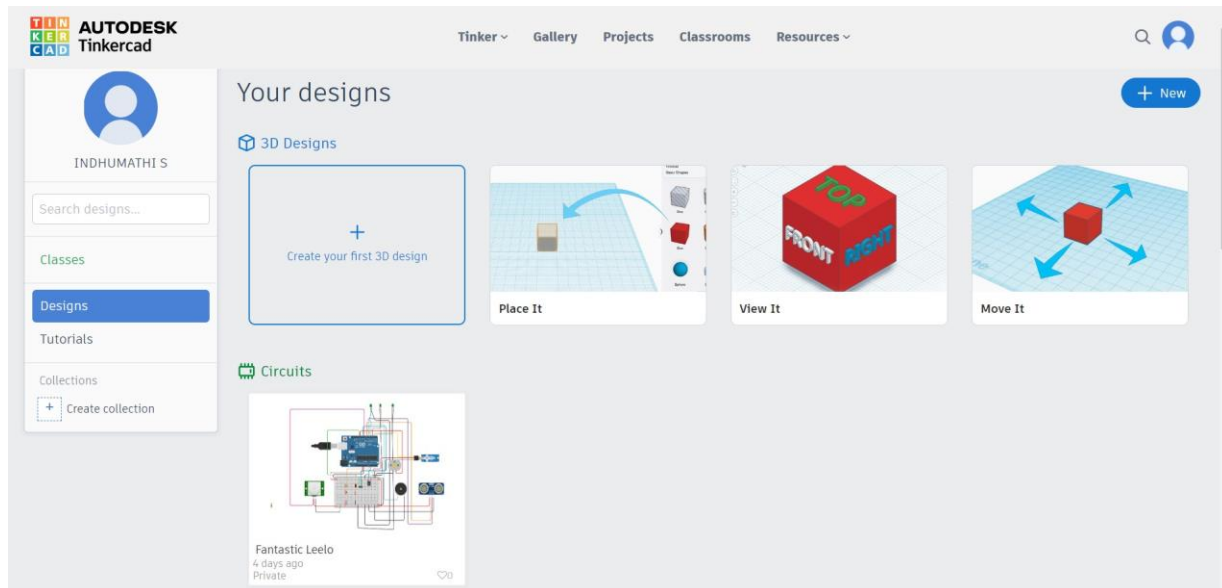 TIN
KER
CAD
AUTODESK
Tinkercad
Tinker
Gallery
Projects
Classrooms
Resources
INDHUMATHI S
Search designs...
Classes
Designs
Tutorials
Collections
+ Create collection
Your designs
+ New
3D Designs
+
Create your first 3D design
Place It
TOP
FRONT
RIGHT
View It
Move It
Circuits
Fantastic Leelo
4 days ago
Private
0